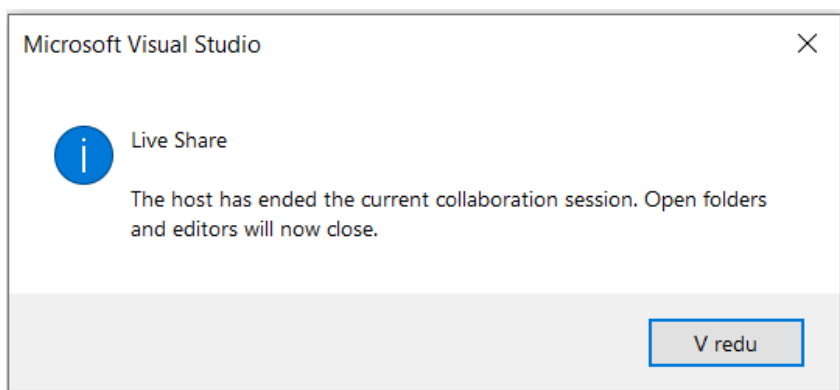 Microsoft Visual Studio
Live Share
The host has ended the current collaboration session. Open folders
and editors will now close.
V redu